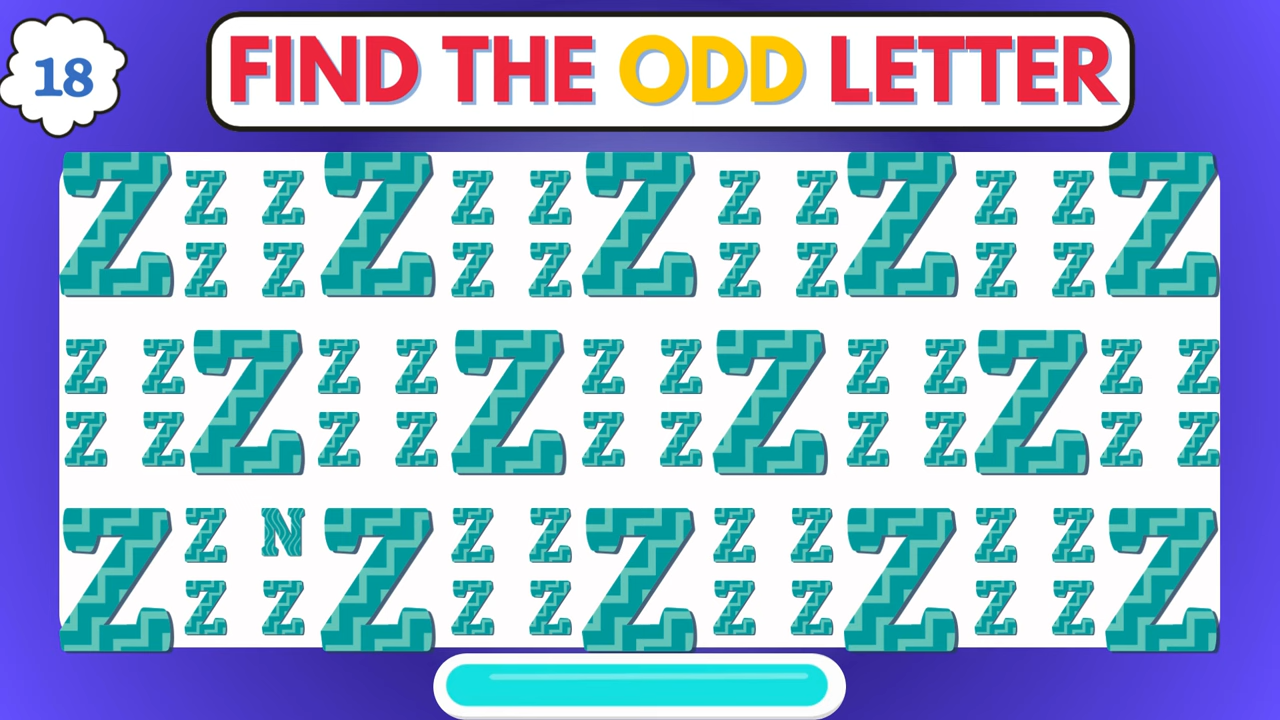 18
FIND THE ODD LETTER
Z Z Z Z Z Z Z Z Z Z Z Z Z
Z Z Z Z Z Z Z Z
Z Z Z Z Z Z Z Z Z Z Z Z Z Z
Z Z Z Z Z Z Z Z Z Z
Z Z N Z Z Z Z Z Z Z Z Z Z
Z Z Z Z Z Z Z Z